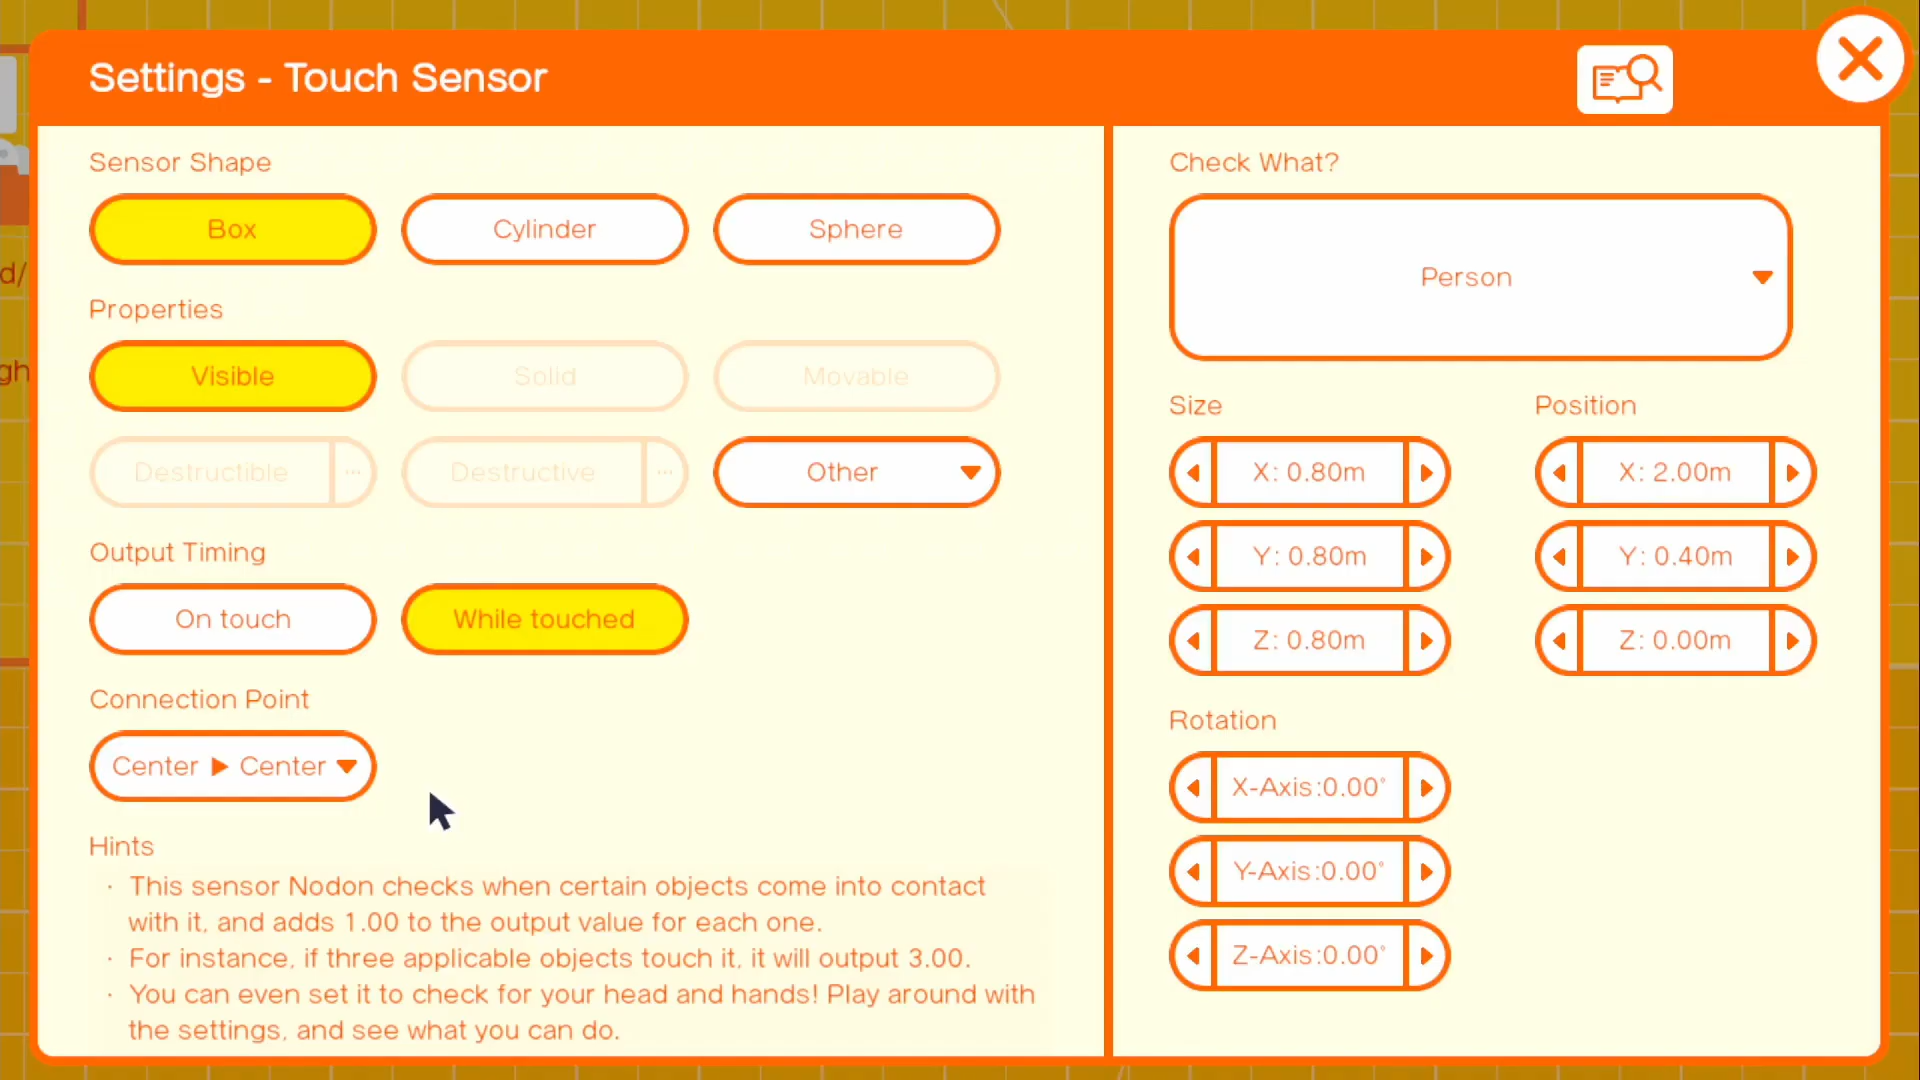 Settings - Touch Sensor
Sensor Shape
Box
Cylinder
Sphere
Properties
Visible
Solid
Movable
Destructible
...
Destructive
...
Other
Output Timing
On touch
While touched
Connection Point
Center ▶ Center
Hints
· This sensor Nodon checks when certain objects come into contact
with it, and adds 1.00 to the output value for each one.
· For instance, if three applicable objects touch it, it will output 3.00.
· You can even set it to check for your head and hands! Play around with
the settings, and see what you can do.
Check What?
Person
Size
X: 0.80m
Y: 0.80m
Z: 0.80m
Position
X: 2.00m
Y: 0.40m
Z: 0.00m
Rotation
X-Axis:0.00°
Y-Axis:0.00°
Z-Axis:0.00°
d/
gh